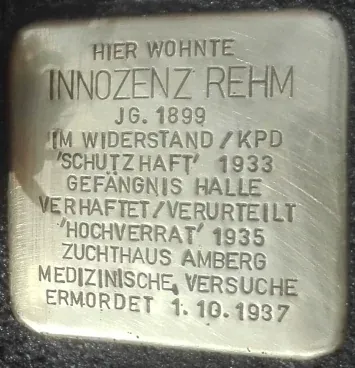 HIER WOHNTE
INNOZENZ REHM
JG. 1899
IM WIDERSTAND / KPD
'SCHUTZHAFT' 1933
GEFÄNGNIS HALLE
VERHAFTET/VERURTEILT
'HOCHVERRAT' 1935
ZUCHTHAUS AMBERG
MEDIZINISCHE VERSUCHE
ERMORDET 1.10.1937